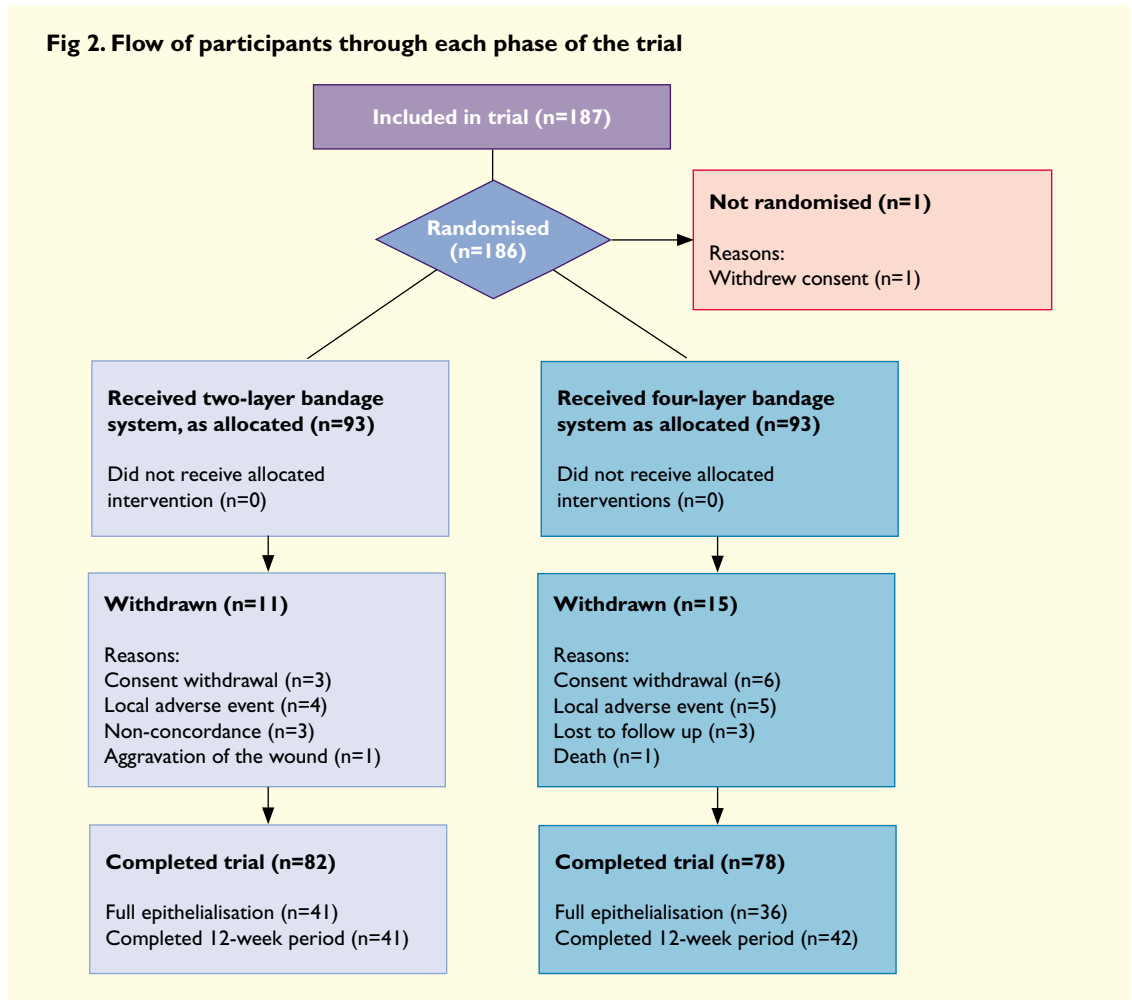 Fig 2. Flow of participants through each phase of the trial
Included in trial (n=187)
Randomised
(n=186)
Not randomised (n=1)
Reasons:
Withdrew consent (n=1)
Received two-layer bandage
system, as allocated (n=93)
Did not receive allocated
intervention (n=0)
Received four-layer bandage
system as allocated (n=93)
Did not receive allocated
interventions (n=0)
Withdrawn (n=11)
Reasons:
Consent withdrawal (n=3)
Local adverse event (n=4)
Non-concordance (n=3)
Aggravation of the wound (n=1)
Withdrawn (n=15)
Reasons:
Consent withdrawal (n=6)
Local adverse event (n=5)
Lost to follow up (n=3)
Death (n=1)
Completed trial (n=82)
Full epithelialisation (n=41)
Completed 12-week period (n=41)
Completed trial (n=78)
Full epithelialisation (n=36)
Completed 12-week period (n=42)